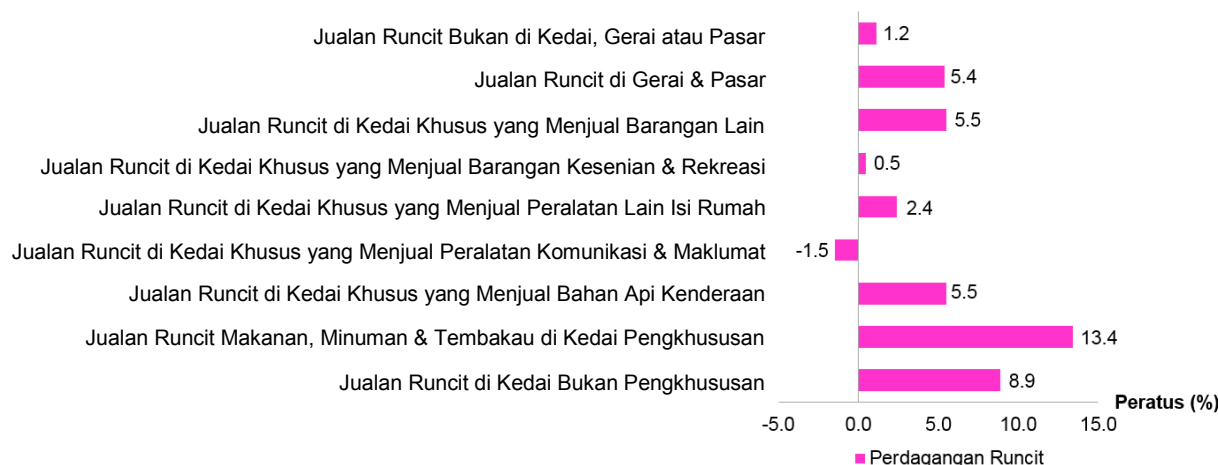 Jualan Runcit Bukan di Kedai, Gerai atau Pasar 1.2
Jualan Runcit di Gerai & Pasar 5.4
Jualan Runcit di Kedai Khusus yang Menjual Barangan Lain 5.5
Jualan Runcit di Kedai Khusus yang Menjual Barangan Kesenian & Rekreasi 0.5
Jualan Runcit di Kedai Khusus yang Menjual Peralatan Lain Isi Rumah 2.4
Jualan Runcit di Kedai Khusus yang Menjual Peralatan Komunikasi & Maklumat -1.5
Jualan Runcit di Kedai Khusus yang Menjual Bahan Api Kenderaan 5.5
Jualan Runcit Makanan, Minuman & Tembakau di Kedai Pengkhususan 13.4
Jualan Runcit di Kedai Bukan Pengkhususan 8.9
Peratus (%)
-5.0 0.0 5.0 10.0 15.0
Perdagangan Runcit